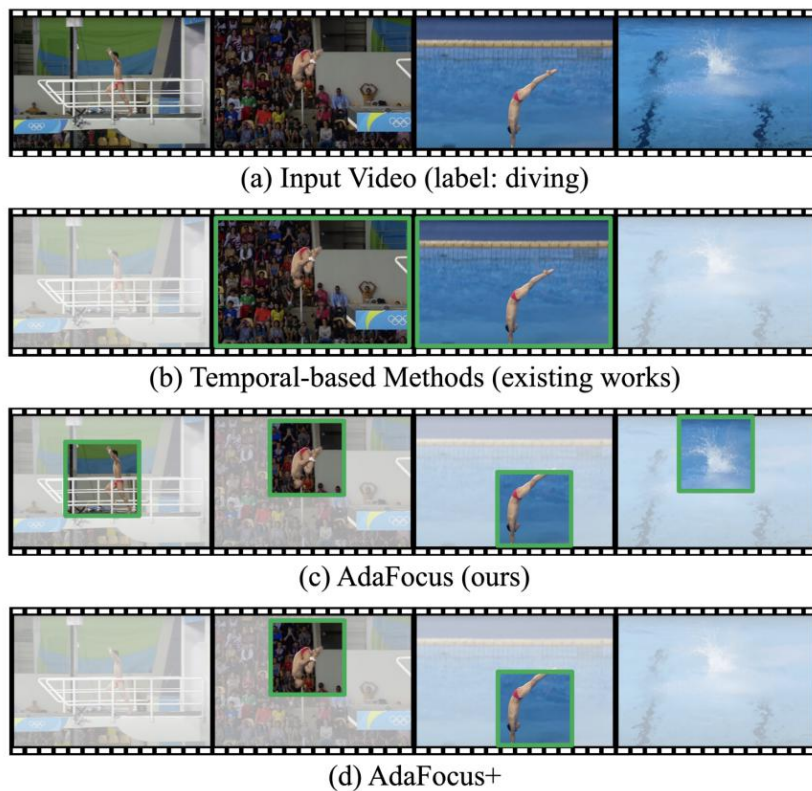 (a) Input Video (label: diving)
(b) Temporal-based Methods (existing works)
(c) AdaFocus (ours)
(d) AdaFocus+